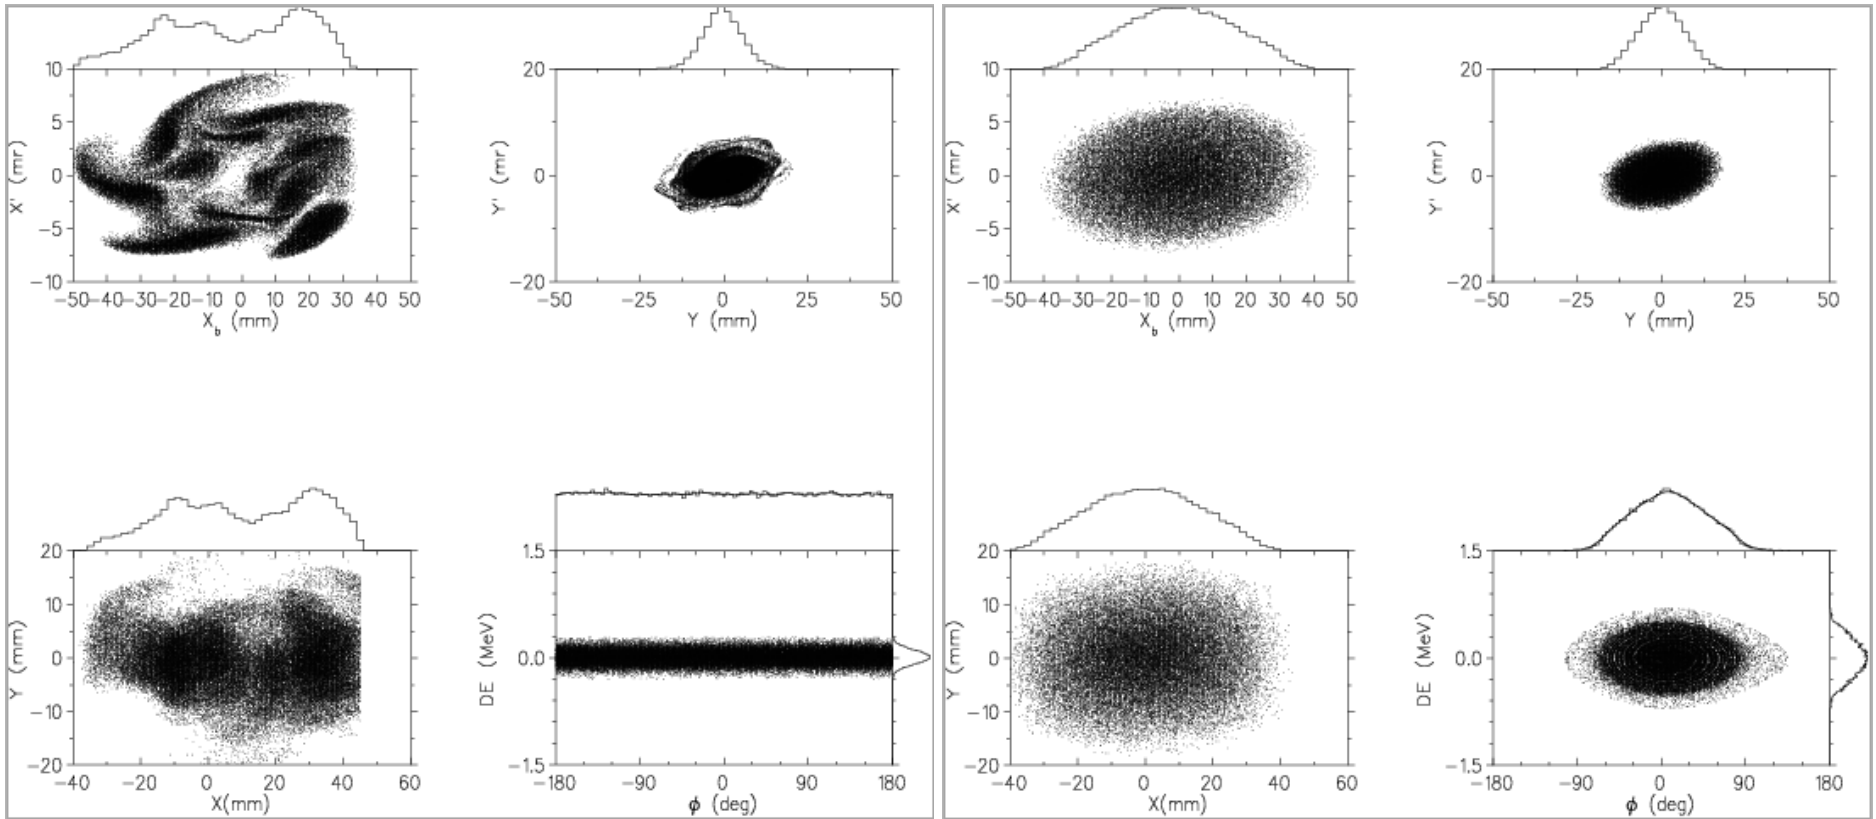 10
5
0
−5
−10
X' (mr)
−50−40−30−20−10 0 10 20 30 40 50
X_b (mm)
20
0
−20
Y' (mr)
−50 −25 0 25 50
Y (mm)
20
10
0
−10
−20
Y (mm)
−40 −20 0 20 40 60
X(mm)
1.5
0.0
−1.5
DE (MeV)
−180 −90 0 90 180
ϕ (deg)
10
5
0
−5
−10
X' (mr)
−50−40−30−20−10 0 10 20 30 40 50
X_b (mm)
20
0
−20
Y' (mr)
−50 −25 0 25 50
Y (mm)
20
10
0
−10
−20
Y (mm)
−40 −20 0 20 40 60
X(mm)
1.5
0.0
−1.5
DE (MeV)
−180 −90 0 90 180
ϕ (deg)